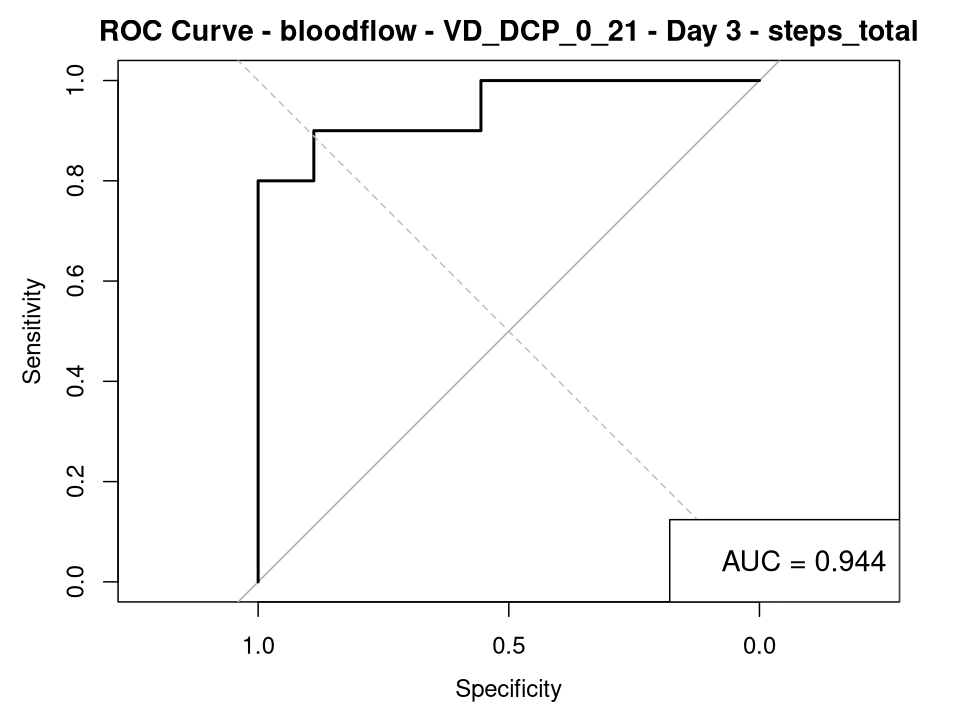 ROC Curve - bloodflow - VD_DCP_0_21 - Day 3 - steps_total
Sensitivity
1.0
0.8
0.6
0.4
0.2
0.0
AUC = 0.944
1.0 0.5 0.0
Specificity